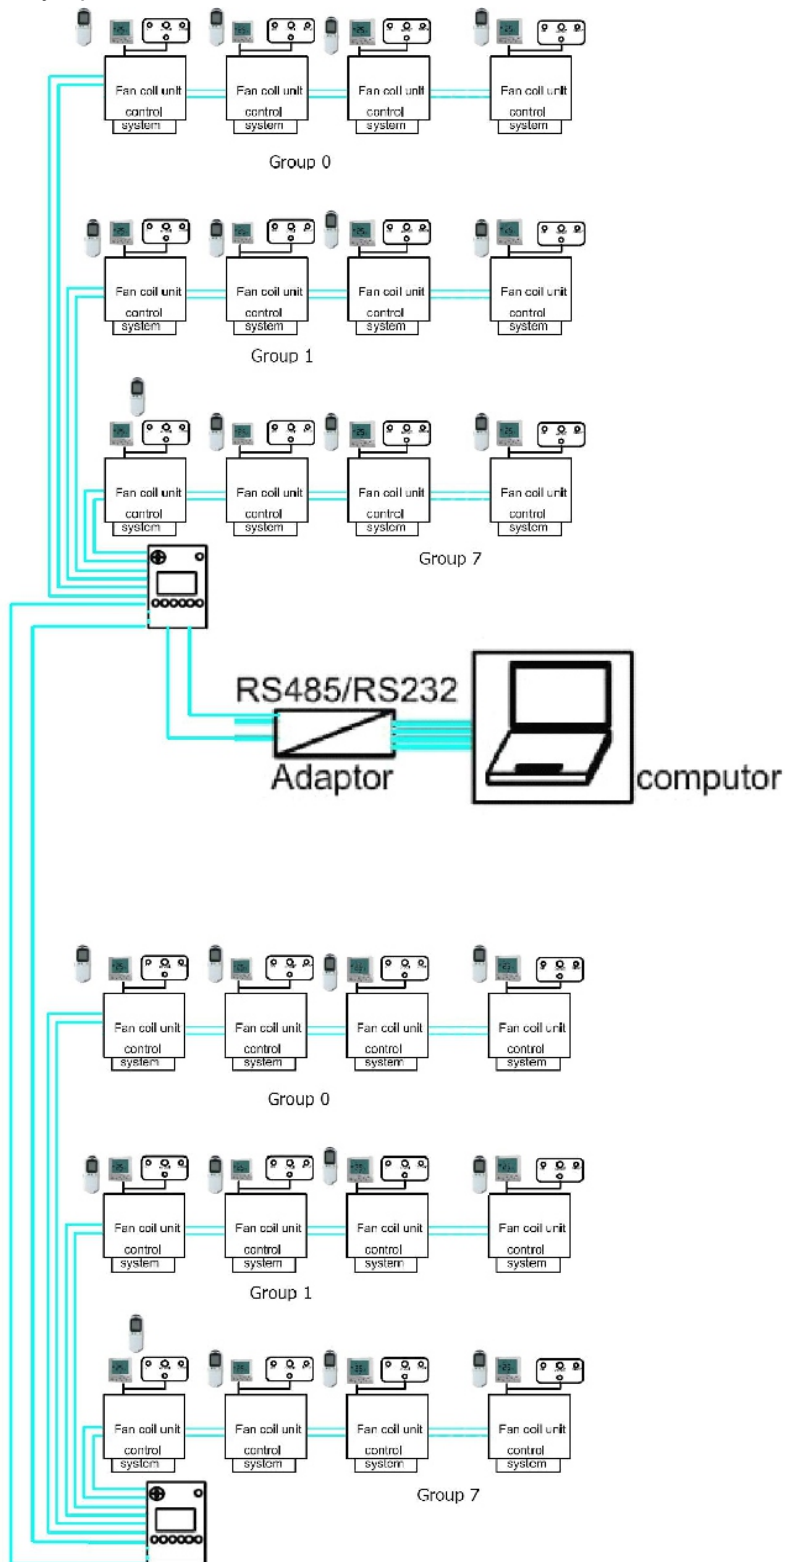 Fan coil unit Fan coil unit Fan coil unit Fan coil unit
control control control control
system system system system
Group 0
Fan coil unit Fan coil unit Fan coil unit Fan coil unit
control control control control
system system system system
Group 1
Fan coil unit Fan coil unit Fan coil unit Fan coil unit
control control control control
system system system system
Group 7
RS485/RS232
Adaptor
computor
Fan coil unit Fan coil unit Fan coil unit Fan coil unit
control control control control
system system system system
Group 0
Fan coil unit Fan coil unit Fan coil unit Fan coil unit
control control control control
system system system system
Group 1
Fan coil unit Fan coil unit Fan coil unit Fan coil unit
control control control control
system system system system
Group 7